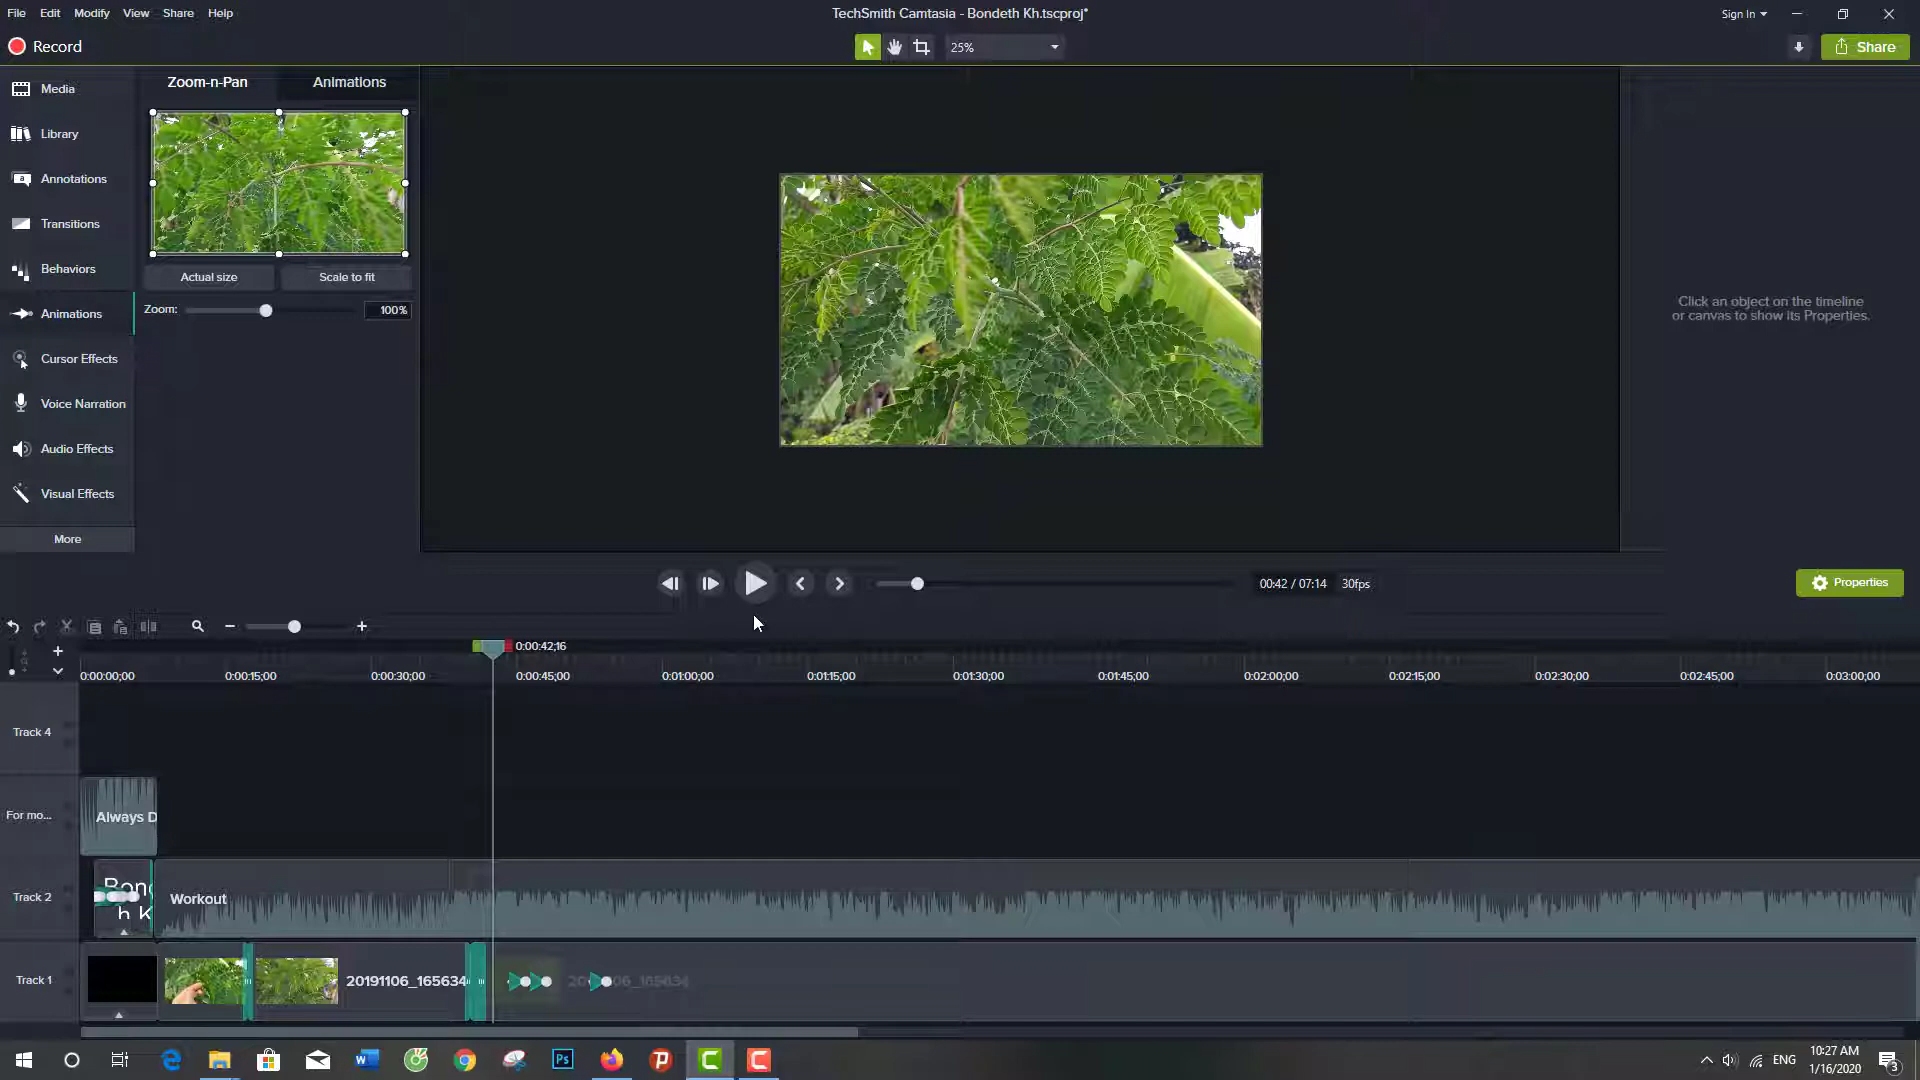 File Edit Modify View Share Help
TechSmith Camtasia - Bondeth Kh.tscproj*
Sign In
Record
25%
Share
Media
Library
Annotations
Transitions
Behaviors
Animations
Cursor Effects
Voice Narration
Audio Effects
Visual Effects
More
Zoom-n-Pan Animations
Actual size Scale to fit
Zoom: 100%
Click an object on the timeline
or canvas to show its Properties.
00:42 / 07:14 30fps
Properties
0:00:42;16
0:00:00;00 0:00:15;00 0:00:30;00 0:00:45;00 0:01:00;00 0:01:15;00 0:01:30;00 0:01:45;00 0:02:00;00 0:02:15;00 0:02:30;00 0:02:45;00 0:03:00;00
Track 4
For mo...
Always D
Track 2
Bond
h K
Workout
Track 1
20191106_165634
ENG
10:27 AM
1/16/2020
3